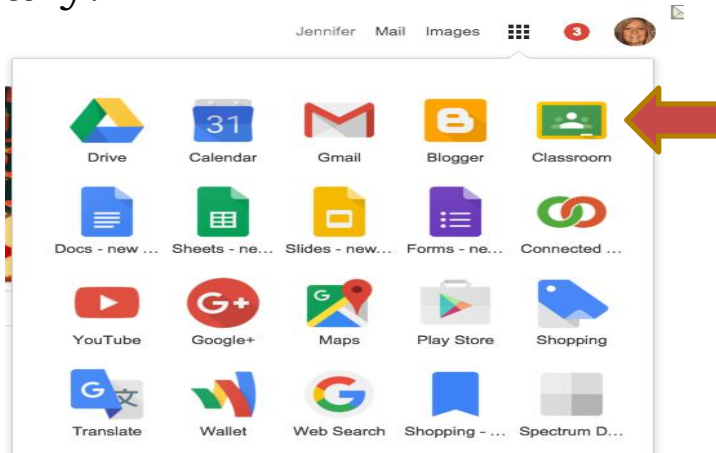 Jennifer Mail Images 3
31
Drive Calendar Gmail Blogger Classroom
Docs - new ... Sheets - ne... Slides - new... Forms - ne... Connected ...
G+ G
YouTube Google+ Maps Play Store Shopping
G 文 G
Translate Wallet Web Search Shopping - ... Spectrum D...